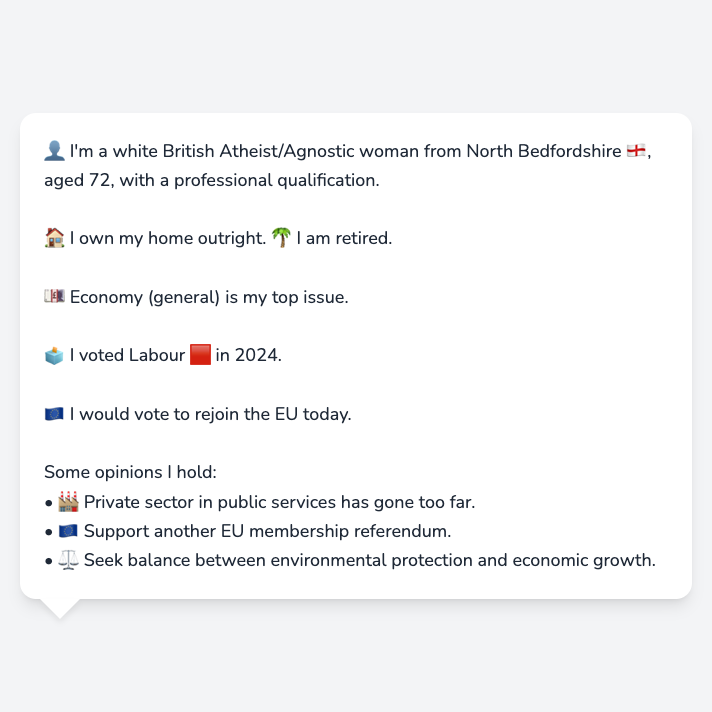 👤 I'm a white British Atheist/Agnostic woman from North Bedfordshire 🏴󠁧󠁢󠁥󠁮󠁧󠁿,
aged 72, with a professional qualification.
🏠 I own my home outright. 🌴 I am retired.
💷 Economy (general) is my top issue.
🗳️ I voted Labour 🟥 in 2024.
🇪🇺 I would vote to rejoin the EU today.
Some opinions I hold:
• 🏭 Private sector in public services has gone too far.
• 🇪🇺 Support another EU membership referendum.
• ⚖️ Seek balance between environmental protection and economic growth.